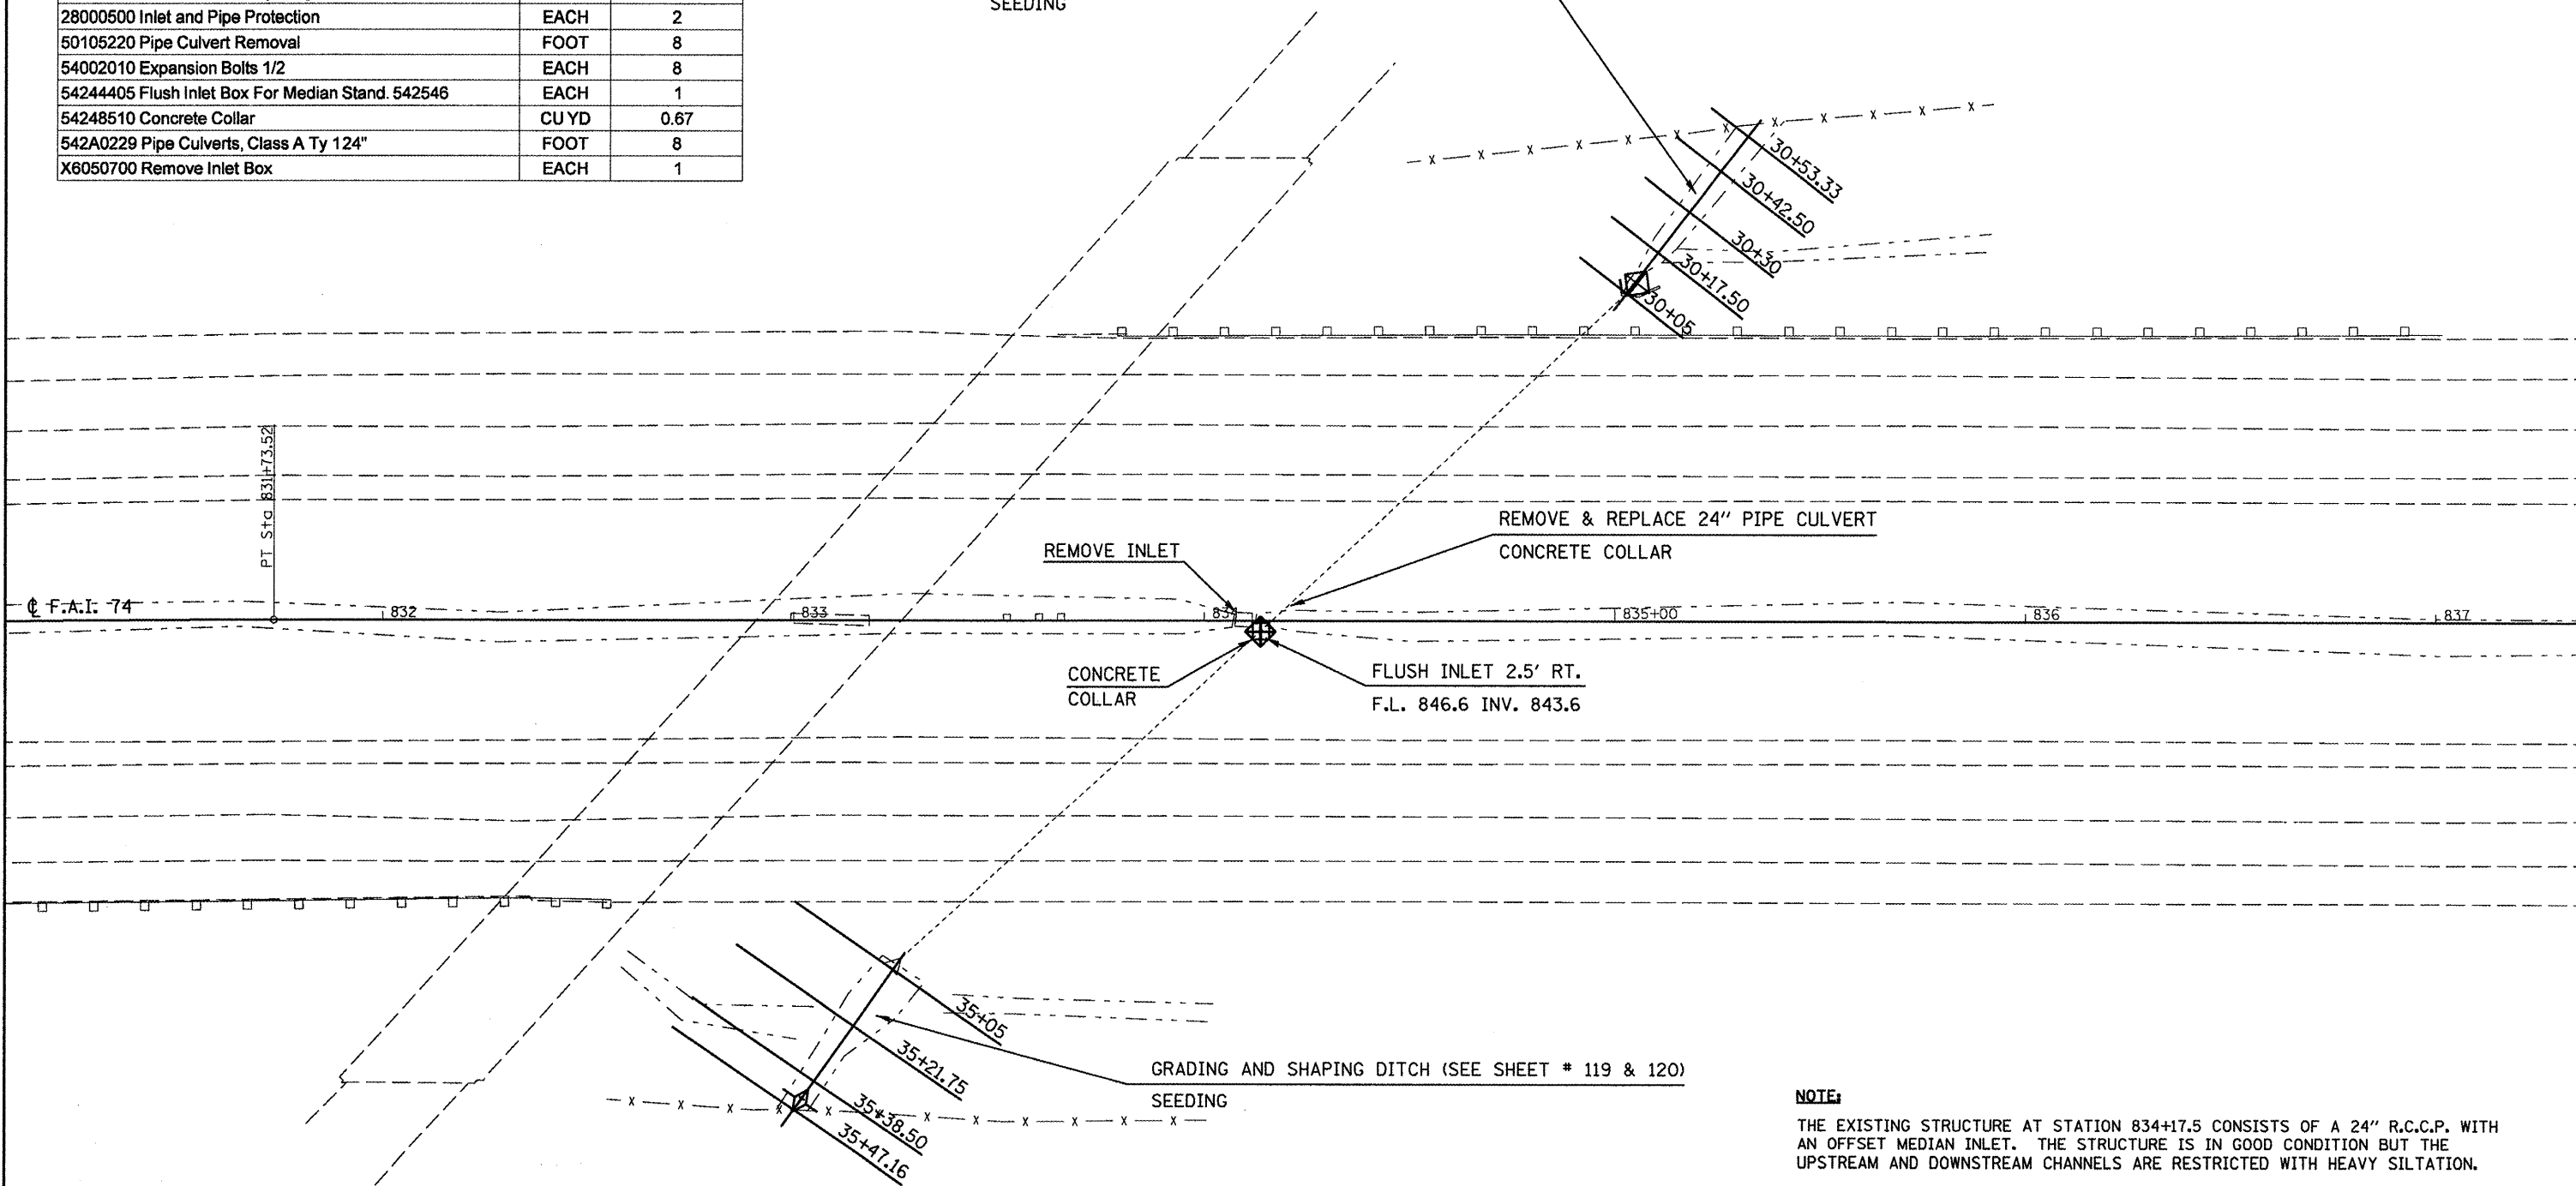 SEEDING
28000500 Inlet and Pipe Protection EACH 2
50105220 Pipe Culvert Removal FOOT 8
54002010 Expansion Bolts 1/2 EACH 8
54244405 Flush Inlet Box For Median Stand. 542546 EACH 1
54248510 Concrete Collar CU YD 0.67
542A0229 Pipe Culverts, Class A Ty 1 24" FOOT 8
X6050700 Remove Inlet Box EACH 1
30+53.33
30+42.50
30+30
30+17.50
30+05
PT Sta 831+73.52
REMOVE & REPLACE 24" PIPE CULVERT
CONCRETE COLLAR
REMOVE INLET
℄ F.A.I. 74
832
833
835+00
836
837
CONCRETE
COLLAR
FLUSH INLET 2.5' RT.
F.L. 846.6 INV. 843.6
35+05
35+21.75
35+38.50
35+47.16
GRADING AND SHAPING DITCH (SEE SHEET # 119 & 120)
SEEDING
NOTE:
THE EXISTING STRUCTURE AT STATION 834+17.5 CONSISTS OF A 24" R.C.C.P. WITH
AN OFFSET MEDIAN INLET. THE STRUCTURE IS IN GOOD CONDITION BUT THE
UPSTREAM AND DOWNSTREAM CHANNELS ARE RESTRICTED WITH HEAVY SILTATION.